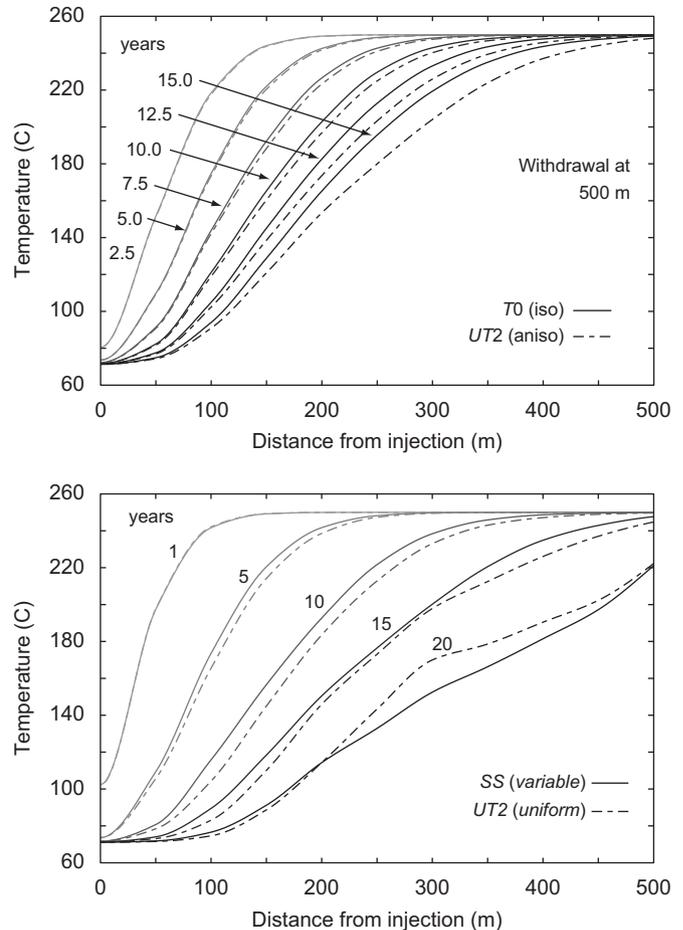 260
220
180
140
100
60
Temperature (C)
years
15.0
12.5
10.0
7.5
5.0
2.5
Withdrawal at
500 m
T0 (iso)
UT2 (aniso)
0 100 200 300 400 500
Distance from injection (m)
260
220
180
140
100
60
Temperature (C)
years
1
5
10
15
20
SS (variable)
UT2 (uniform)
0 100 200 300 400 500
Distance from injection (m)